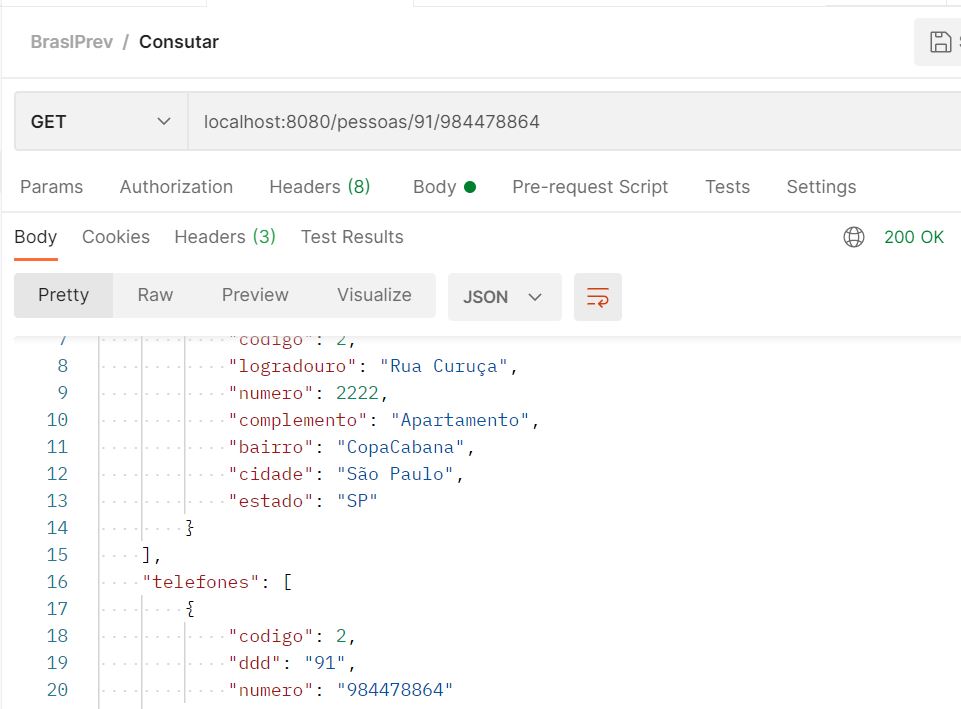 BraslPrev / Consutar
GET localhost:8080/pessoas/91/984478864
Params Authorization Headers (8) Body Pre-request Script Tests Settings
Body Cookies Headers (3) Test Results 200 OK
Pretty Raw Preview Visualize JSON
7 "codigo": 2,
8 "logradouro": "Rua Curuça",
9 "numero": 2222,
10 "complemento": "Apartamento",
11 "bairro": "CopaCabana",
12 "cidade": "São Paulo",
13 "estado": "SP"
14 }
15 ],
16 "telefones": [
17 {
18 "codigo": 2,
19 "ddd": "91",
20 "numero": "984478864"